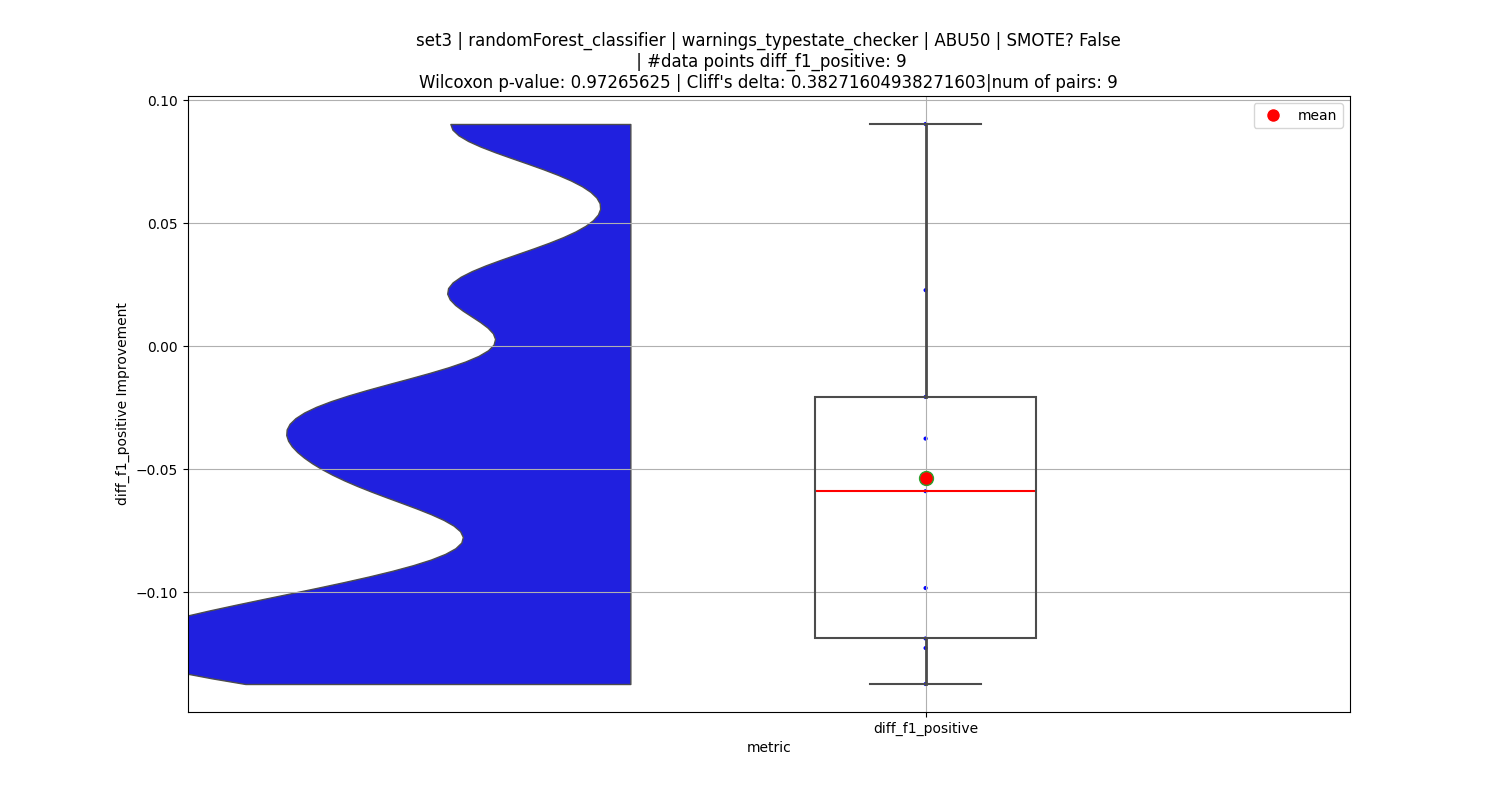 set3 | randomForest_classifier | warnings_typestate_checker | ABU50 | SMOTE? False
| #data points diff_f1_positive: 9
Wilcoxon p-value: 0.97265625 | Cliff's delta: 0.38271604938271603|num of pairs: 9
0.10
0.05
0.00
−0.05
−0.10
diff_f1_positive Improvement
mean
diff_f1_positive
metric